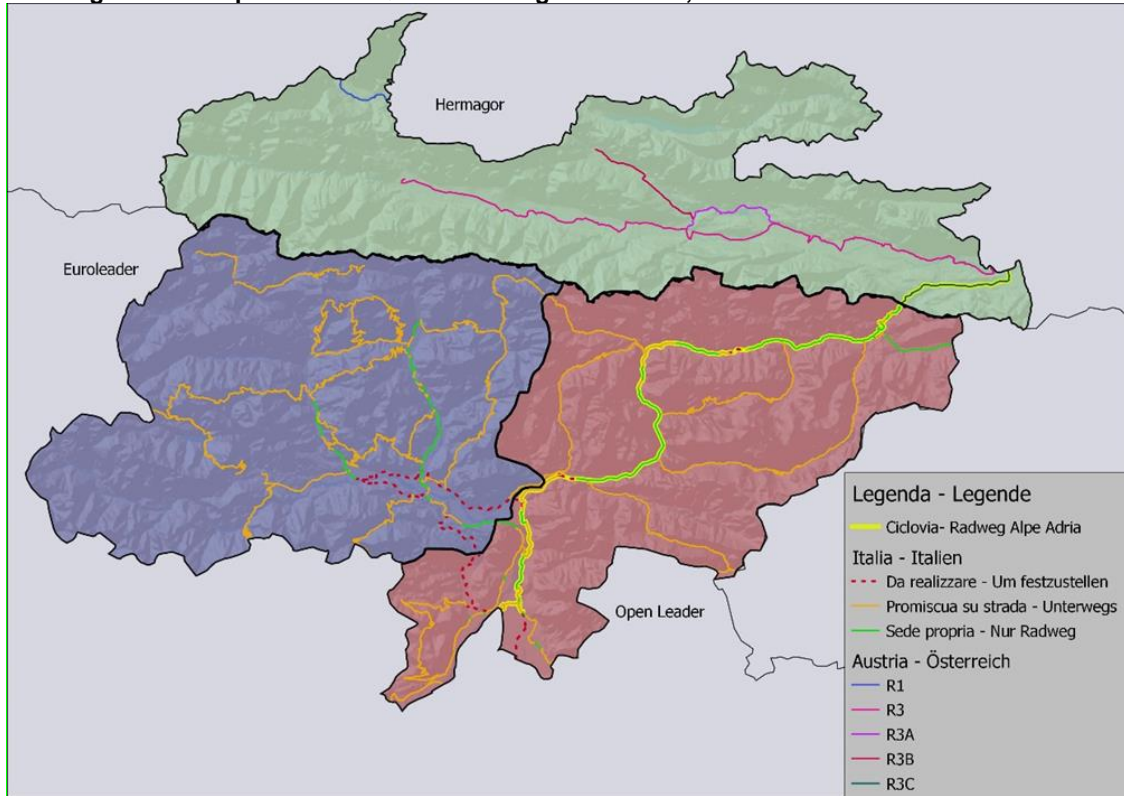 Hermagor
Euroleader
Open Leader
Legenda - Legende
Ciclovia- Radweg Alpe Adria
Italia - Italien
Da realizzare - Um festzustellen
Promiscua su strada - Unterwegs
Sede propria - Nur Radweg
Austria - Österreich
R1
R3
R3A
R3B
R3C